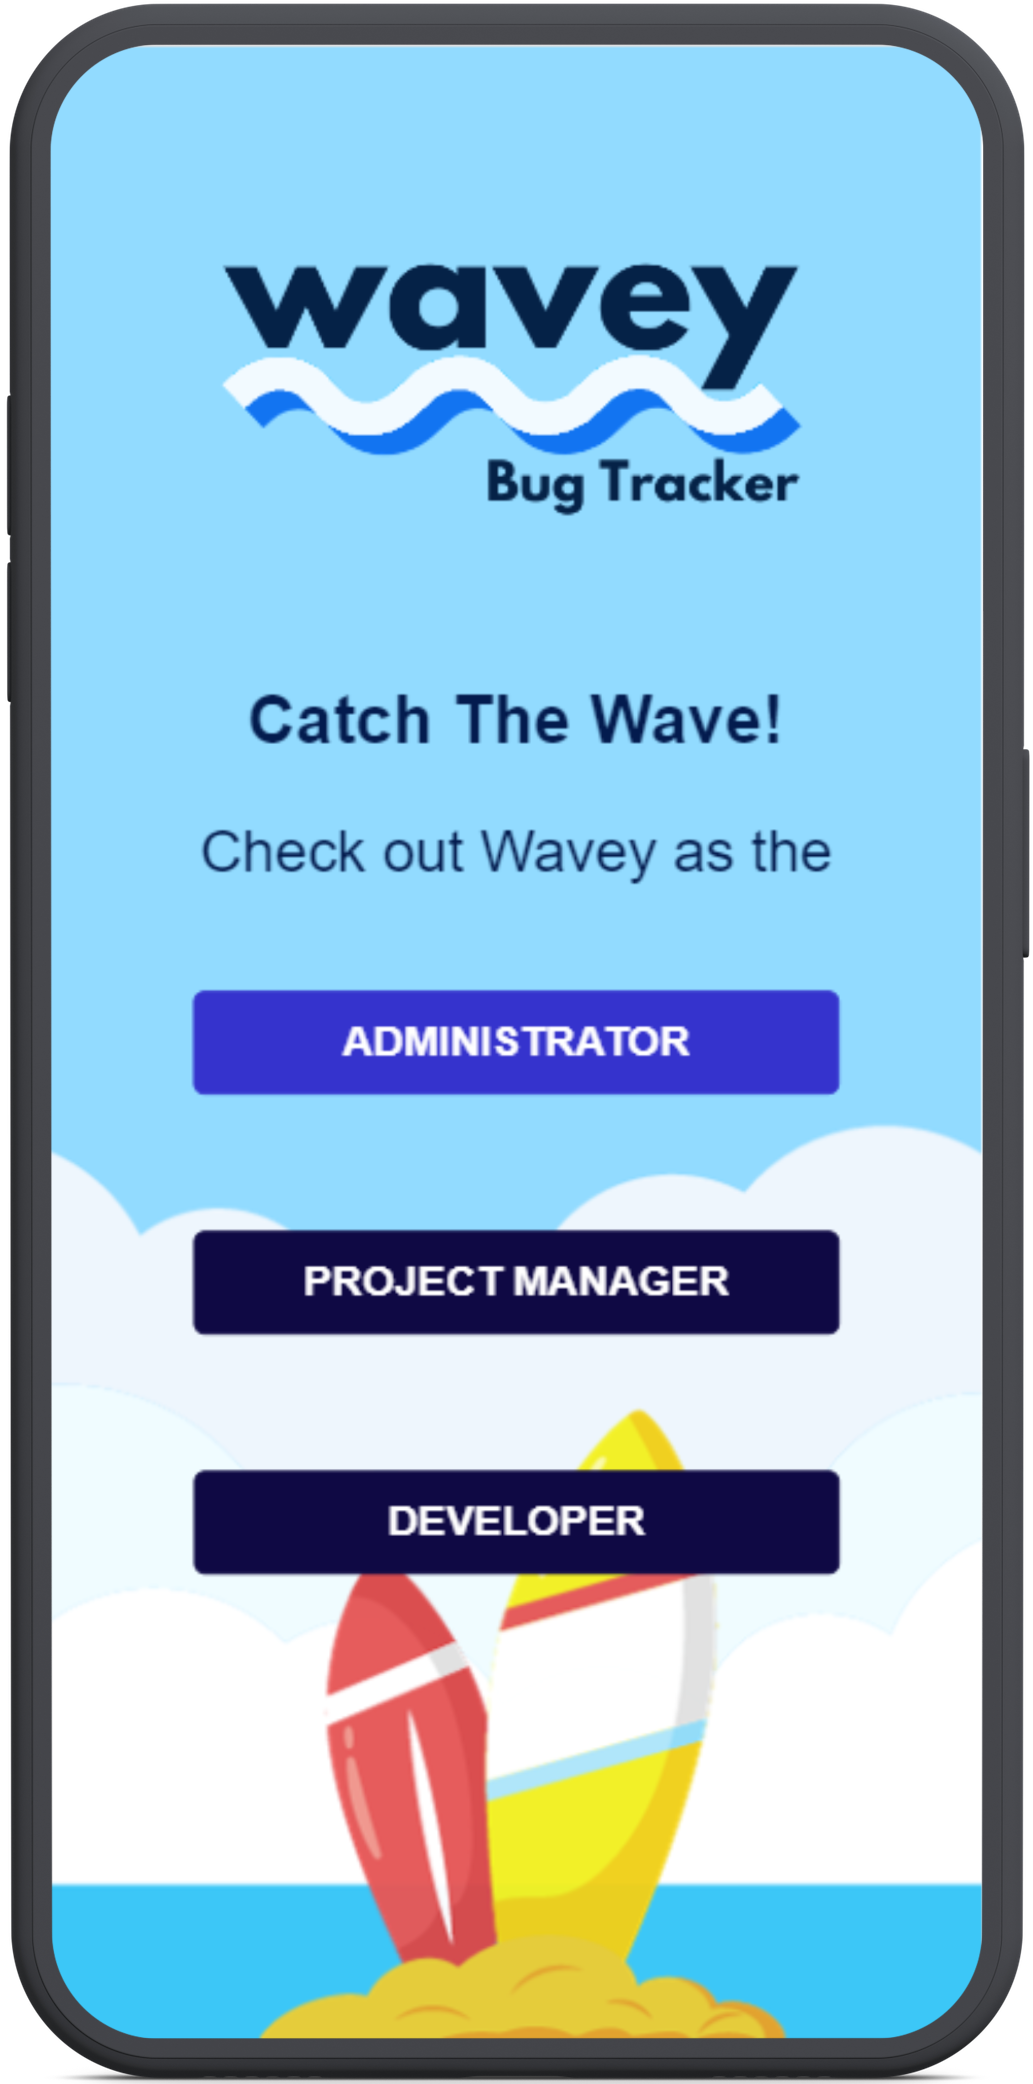 wavey
Bug Tracker
Catch The Wave!
Check out Wavey as the
ADMINISTRATOR
PROJECT MANAGER
DEVELOPER